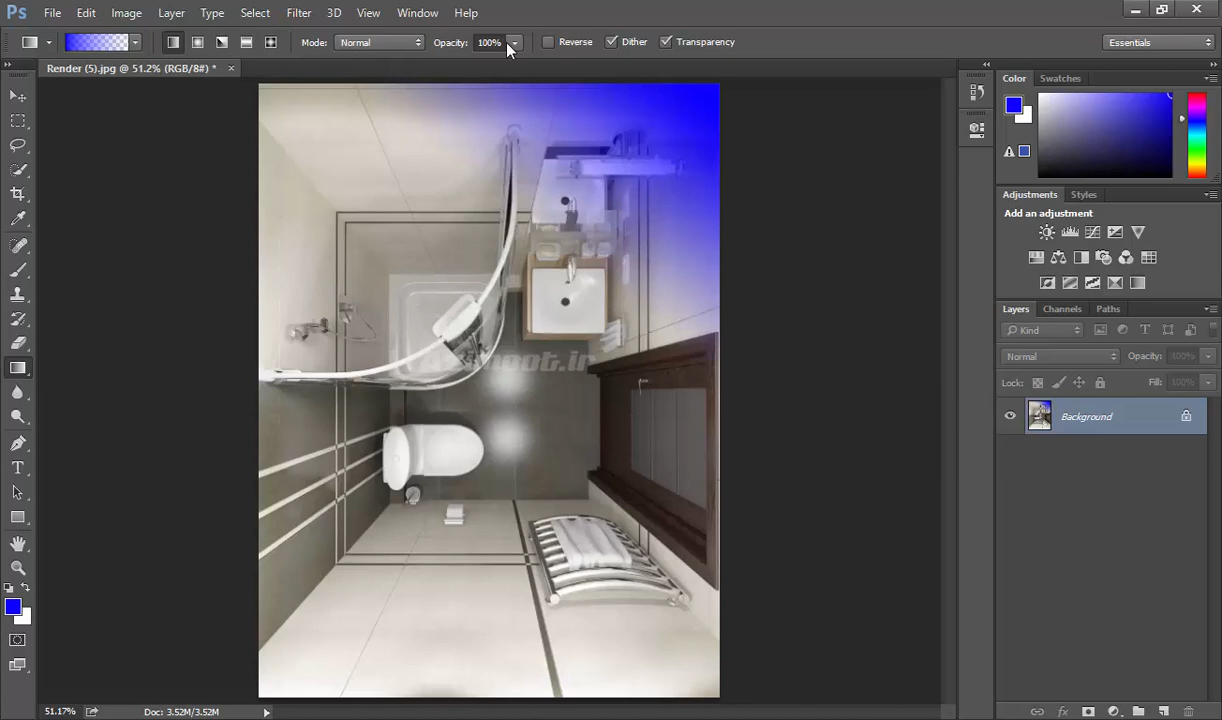 Ps File Edit Image Layer Type Select Filter 3D View Window Help
Mode: Normal Opacity: 100% Reverse Dither Transparency Essentials
Render (5).jpg @ 51.2% (RGB/8#) * ×
Color Swatches
Adjustments Styles
Add an adjustment
Layers Channels Paths
Kind
Normal Opacity: 100%
Lock: Fill: 100%
Background
51.17% Doc: 3.52M/3.52M